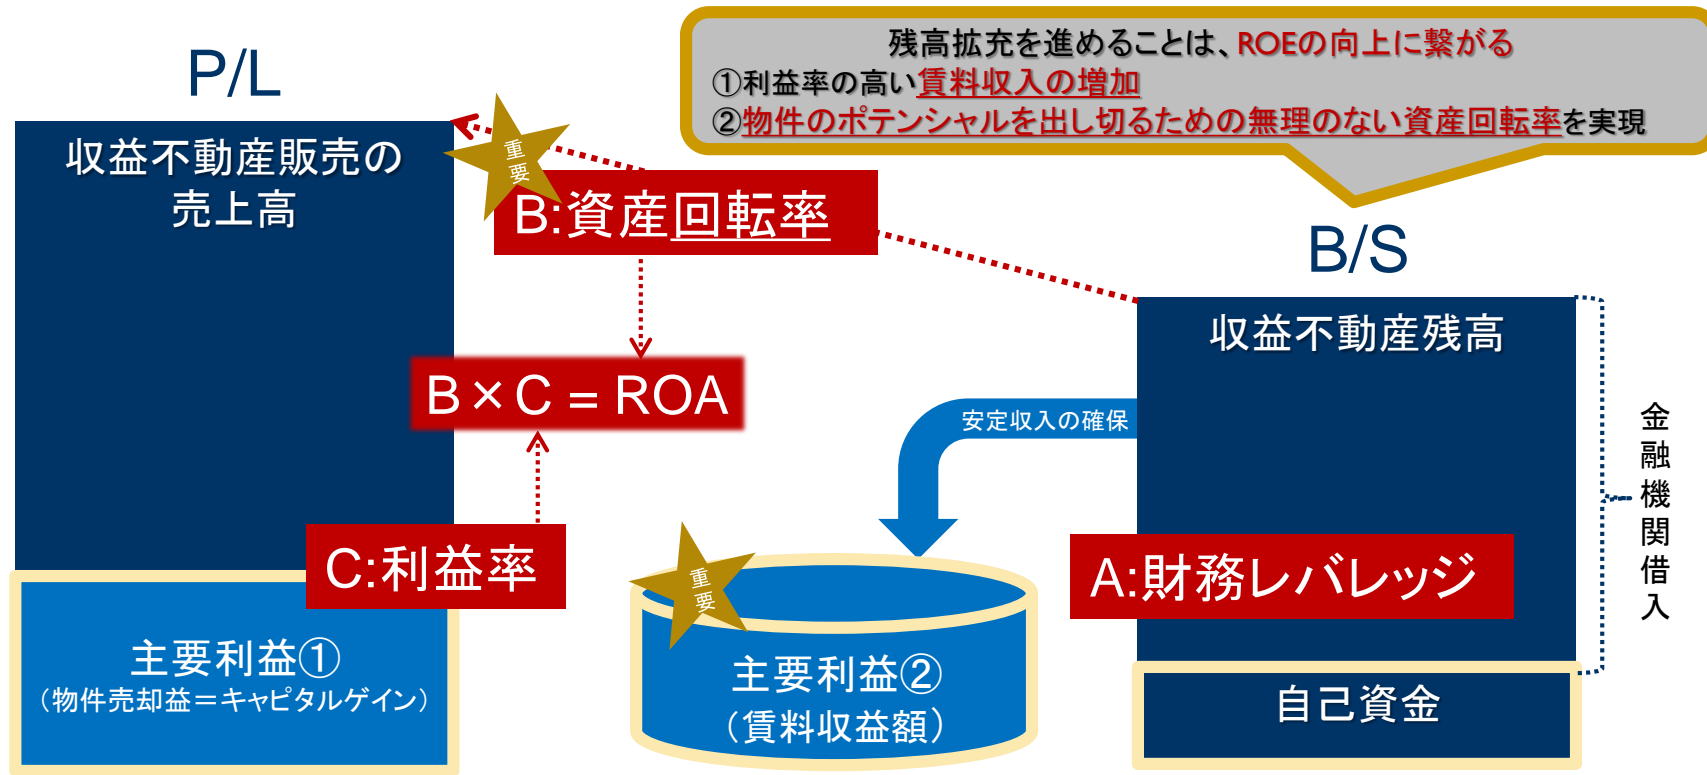 残高拡充を進めることは、ROEの向上に繋がる
①利益率の高い賃料収入の増加
②物件のポテンシャルを出し切るための無理のない資産回転率を実現
P/L
収益不動産販売の
売上高
重
要
B:資産回転率
B/S
収益不動産残高
B×C=ROA
安定収入の確保
金
融
機
関
借
入
C:利益率
A:財務レバレッジ
重
要
主要利益①
（物件売却益＝キャピタルゲイン）
主要利益②
（賃料収益額）
自己資金